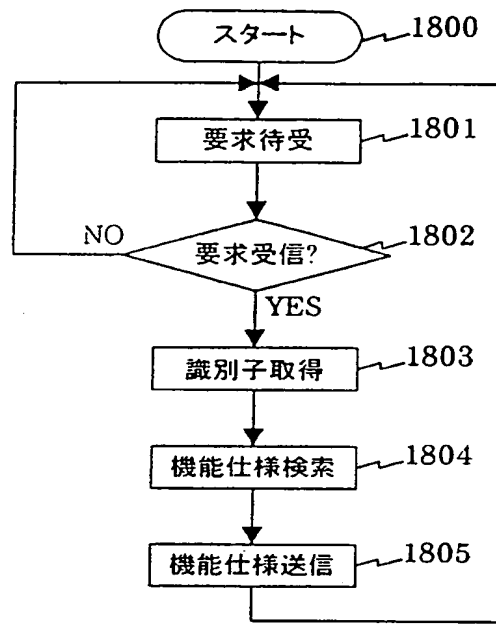 スタート
1800
要求待受
1801
要求受信?
1802
NO
YES
識別子取得
1803
機能仕様検索
1804
機能仕様送信
1805